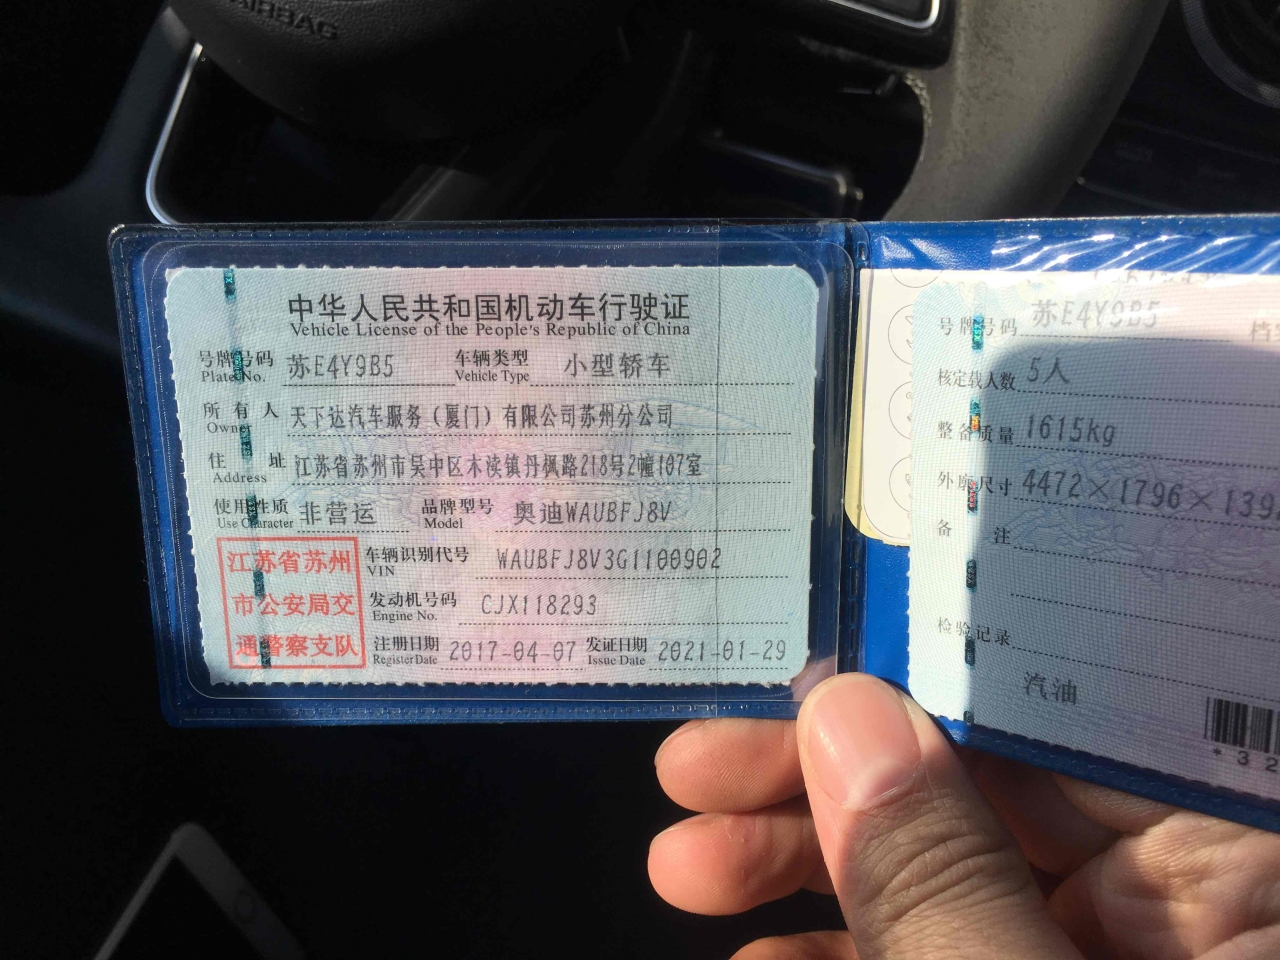 AIRBAG
中华人民共和国机动车行驶证
Vehicle License of the People's Republic of China
号牌号码 苏E4Y9B5 车辆类型 小型轿车
Plate No. Vehicle Type
所有人 天下达汽车服务（厦门）有限公司苏州分公司
Owner
住址 江苏省苏州市吴中区木渎镇丹枫路218号2幢107室
Address
使用性质 非营运 品牌型号 奥迪WAUBFJ8V
Use Character Model
江苏省苏州
市公安局交
通警察支队
车辆识别代号 WAUBFJ8V3G1100902
VIN
发动机号码 CJX118293
Engine No.
注册日期 2017-04-07 发证日期 2021-01-29
Register Date Issue Date
号牌号码 苏E4Y9B5 档
核定载人数 5人
整备质量 1615kg
外廓尺寸 4472×1796×139
备注
检验记录
汽油
*32